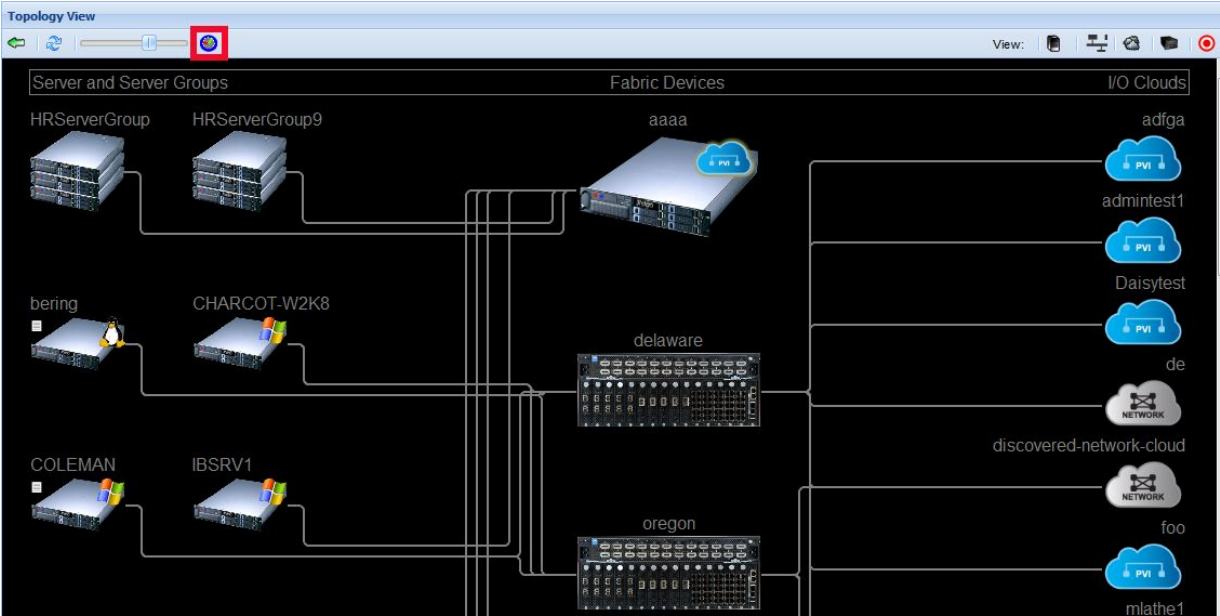 Topology View
View:
Server and Server Groups Fabric Devices I/O Clouds
HRServerGroup HRServerGroup9 aaaa adfga
PVI
PVI
admintest1
PVI
Daisytest
bering CHARCOT-W2K8
PVI
delaware
de
NETWORK
discovered-network-cloud
COLEMAN IBSRV1
NETWORK
oregon foo
PVI
mlathe1